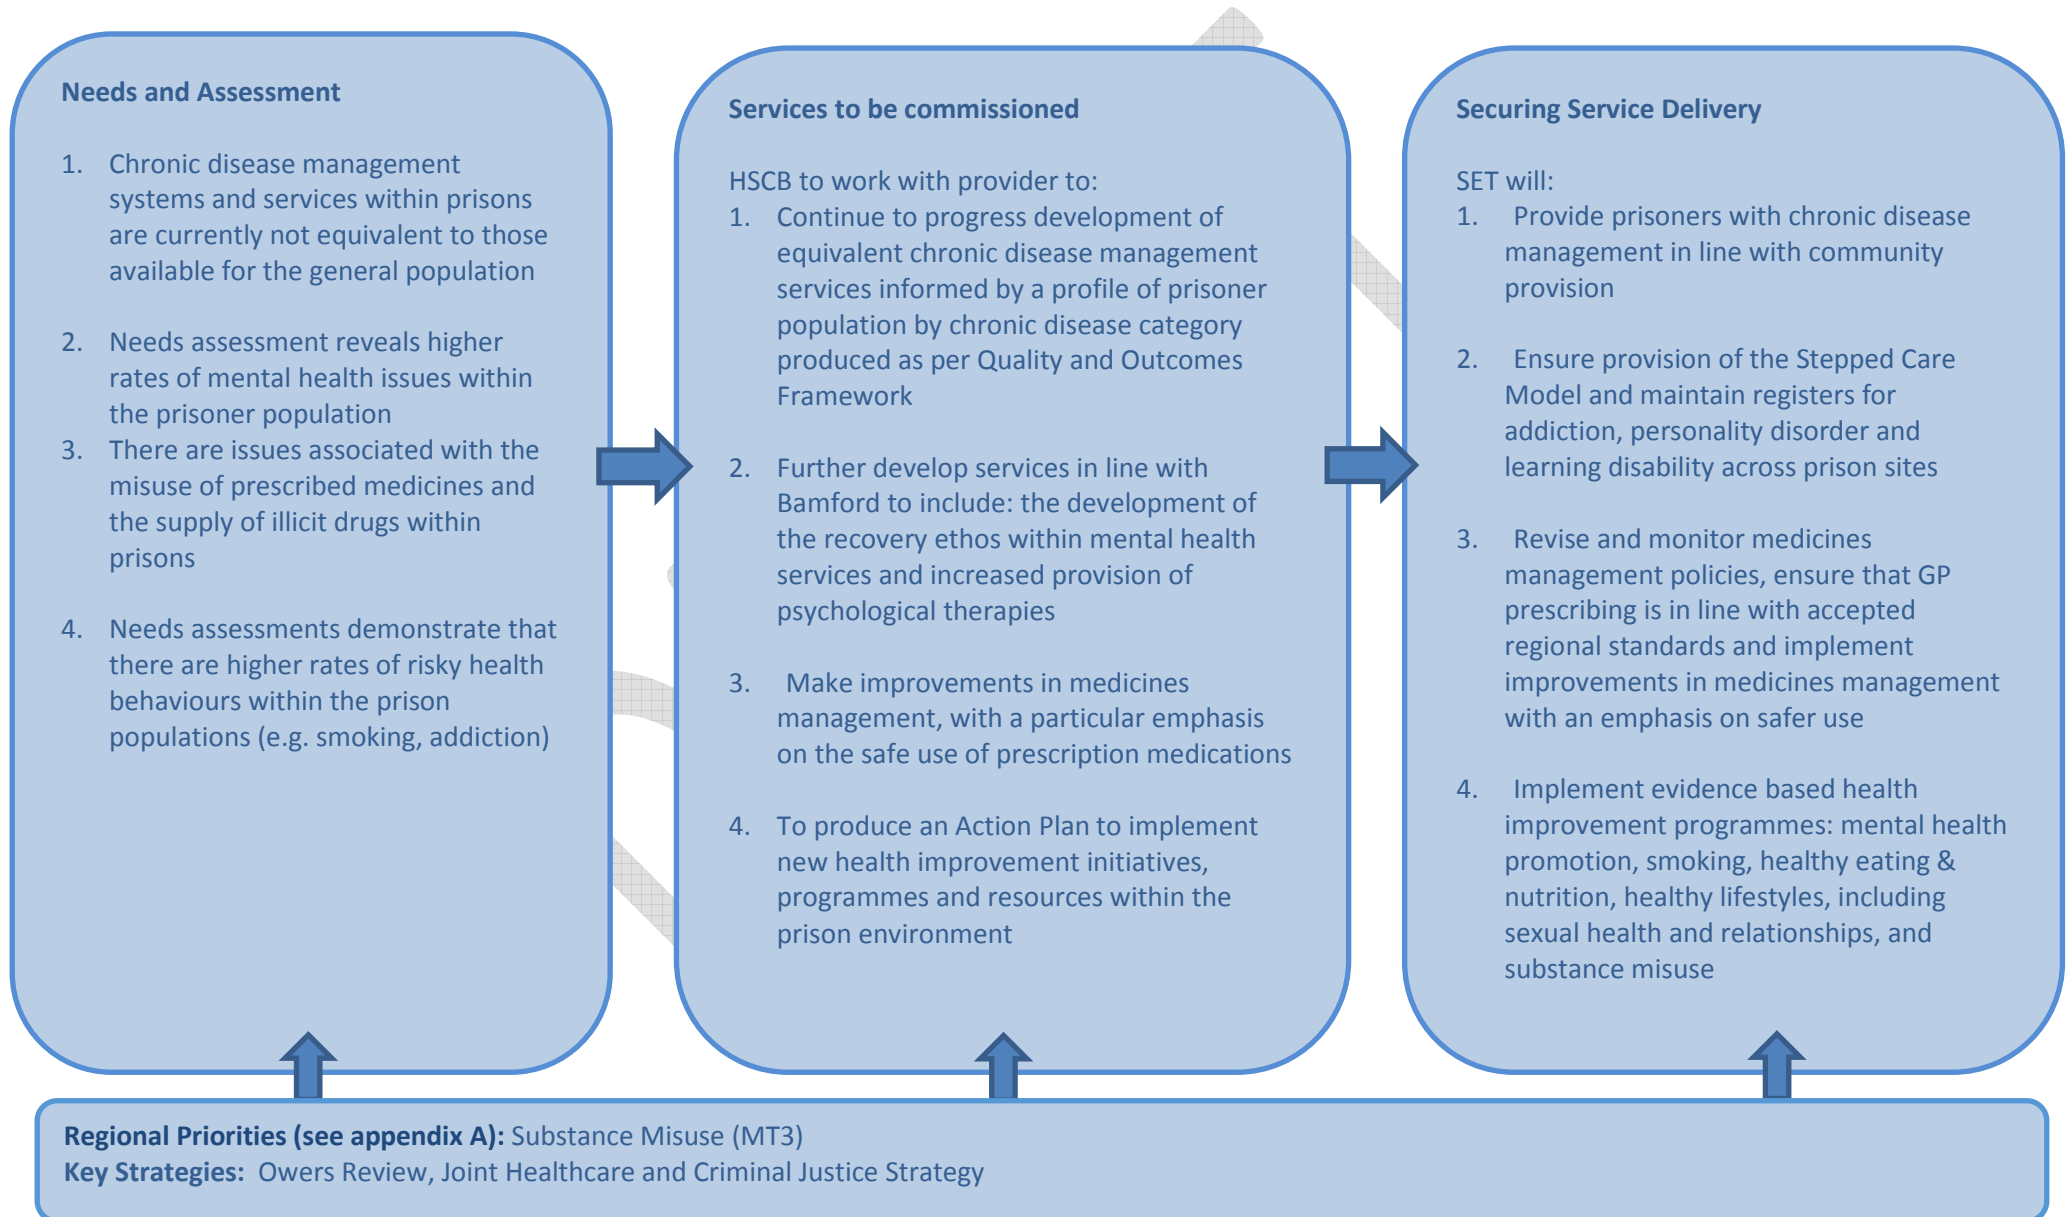 Needs and Assessment
1. Chronic disease management
systems and services within prisons
are currently not equivalent to those
available for the general population
2. Needs assessment reveals higher
rates of mental health issues within
the prisoner population
3. There are issues associated with the
misuse of prescribed medicines and
the supply of illicit drugs within
prisons
4. Needs assessments demonstrate that
there are higher rates of risky health
behaviours within the prison
populations (e.g. smoking, addiction)
Services to be commissioned
HSCB to work with provider to:
1. Continue to progress development of
equivalent chronic disease management
services informed by a profile of prisoner
population by chronic disease category
produced as per Quality and Outcomes
Framework
2. Further develop services in line with
Bamford to include: the development of
the recovery ethos within mental health
services and increased provision of
psychological therapies
3. Make improvements in medicines
management, with a particular emphasis
on the safe use of prescription medications
4. To produce an Action Plan to implement
new health improvement initiatives,
programmes and resources within the
prison environment
Securing Service Delivery
SET will:
1. Provide prisoners with chronic disease
management in line with community
provision
2. Ensure provision of the Stepped Care
Model and maintain registers for
addiction, personality disorder and
learning disability across prison sites
3. Revise and monitor medicines
management policies, ensure that GP
prescribing is in line with accepted
regional standards and implement
improvements in medicines management
with an emphasis on safer use
4. Implement evidence based health
improvement programmes: mental health
promotion, smoking, healthy eating &
nutrition, healthy lifestyles, including
sexual health and relationships, and
substance misuse
Regional Priorities (see appendix A): Substance Misuse (MT3)
Key Strategies: Owers Review, Joint Healthcare and Criminal Justice Strategy